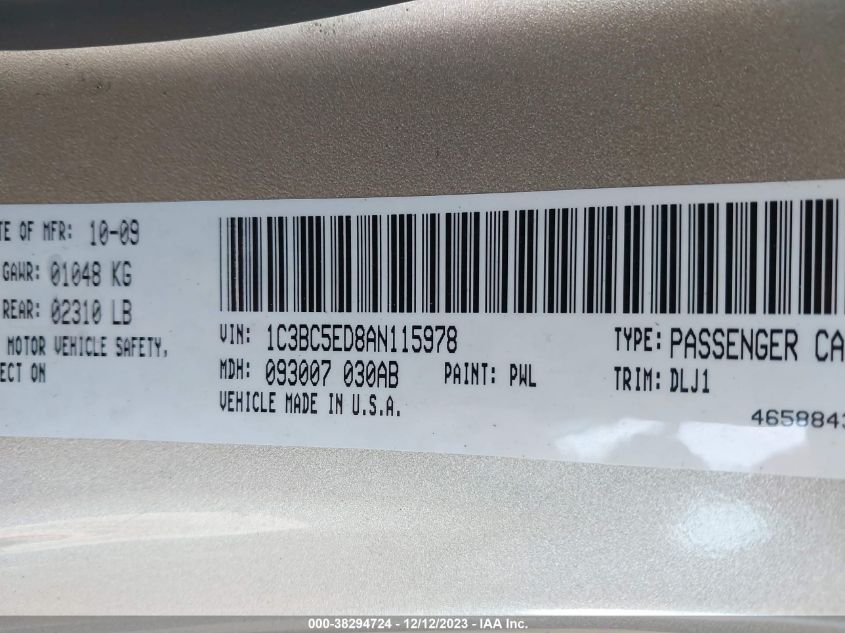 TE OF MFR: 10-09
GAWR: 01048 KG
REAR: 02310 LB
MOTOR VEHICLE SAFETY,
ECT ON
VIN: 1C3BC5ED8AN115978
MDH: 093007 030AB PAINT: PWL
VEHICLE MADE IN U.S.A.
TYPE: PASSENGER CA
TRIM: DLJ1
4658843
000-38294724 - 12/12/2023 - IAA Inc.